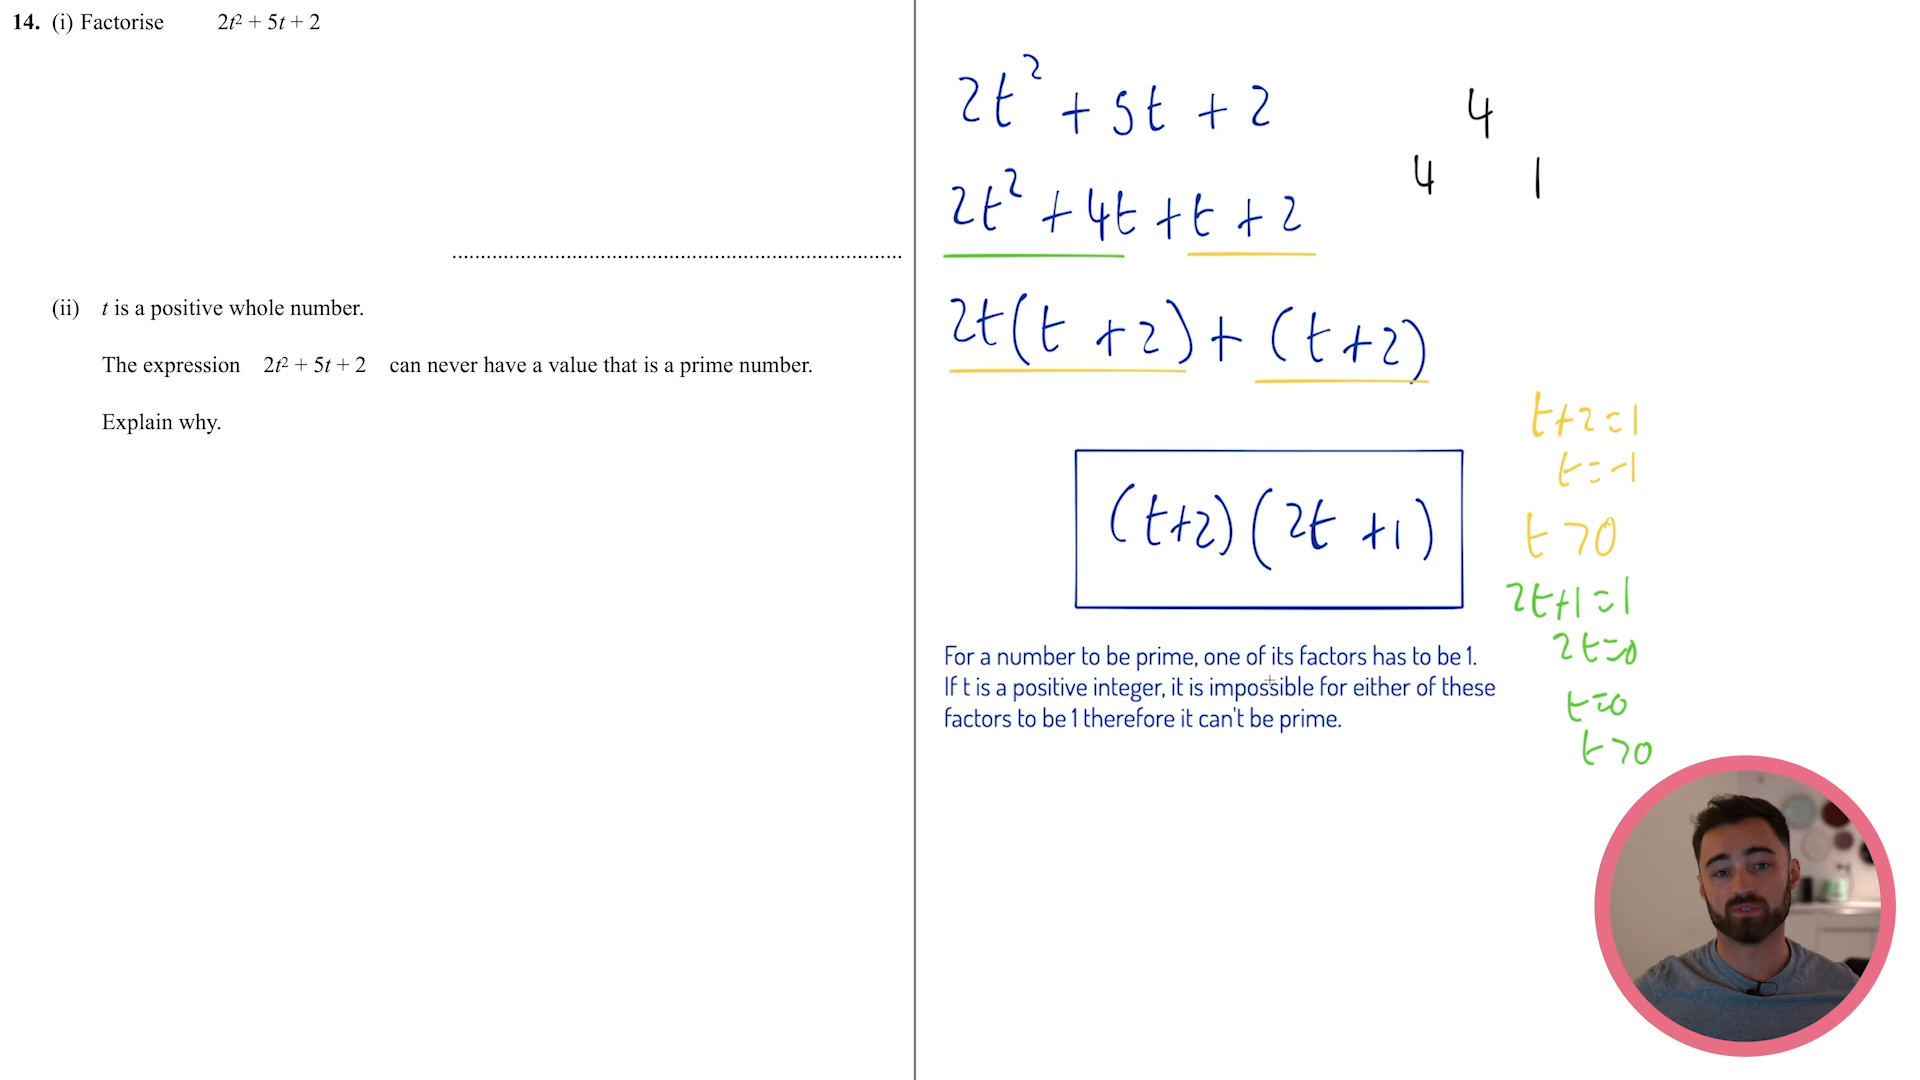 14. (i) Factorise 2t² + 5t + 2
(ii) t is a positive whole number.
The expression 2t² + 5t + 2 can never have a value that is a prime number.
Explain why.
2t² + 5t + 2
4
4 1
2t² + 4t + t + 2
2t(t + 2) + (t + 2)
(t+2)(2t +1)
t+2=1
t=-1
t>0
2t+1=1
2t=0
t=0
t>0
For a number to be prime, one of its factors has to be 1.
If t is a positive integer, it is impossible for either of these
factors to be 1 therefore it can't be prime.